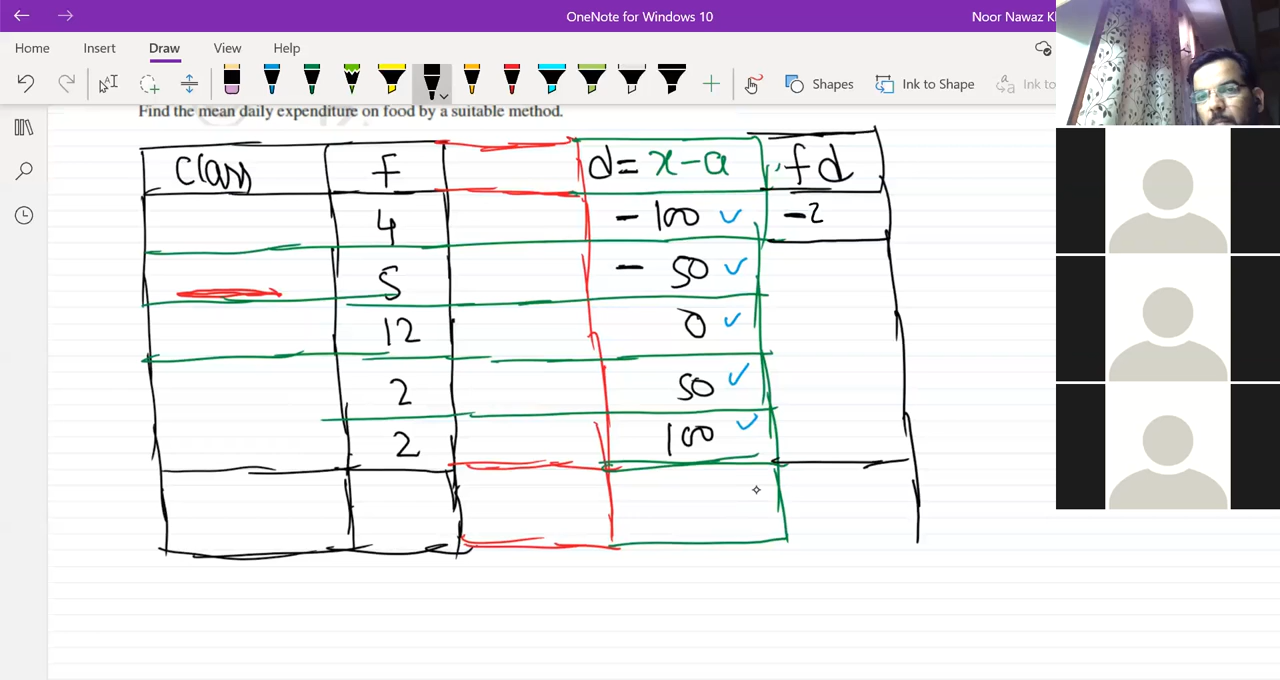 OneNote for Windows 10
Noor Nawaz K
Home Insert Draw View Help
Shapes Ink to Shape Ink to
Find the mean daily expenditure on food by a suitable method.
Class F d = x - a fd
4 - 100 ✓ -2
5 - 50 ✓
12 0 ✓
2 50 ✓
2 100 ✓